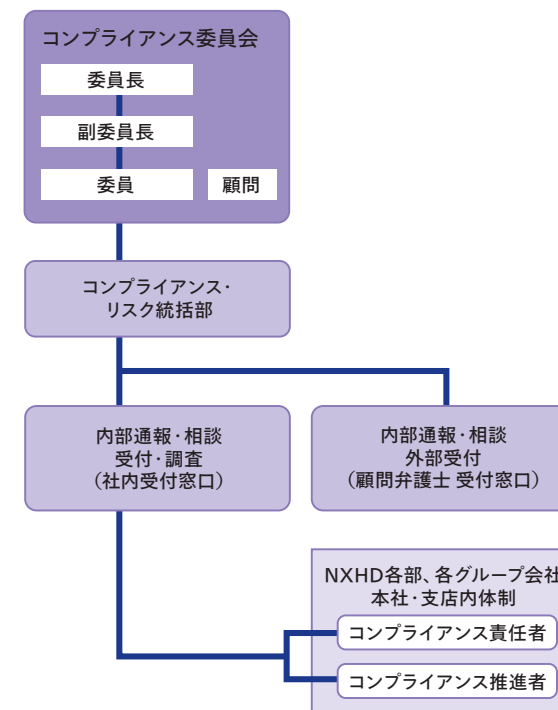 コンプライアンス委員会
委員長
副委員長
委員
顧問
コンプライアンス・
リスク統括部
内部通報・相談
受付・調査
（社内受付窓口）
内部通報・相談
外部受付
（顧問弁護士 受付窓口）
NXHD各部、各グループ会社
本社・支店内体制
コンプライアンス責任者
コンプライアンス推進者